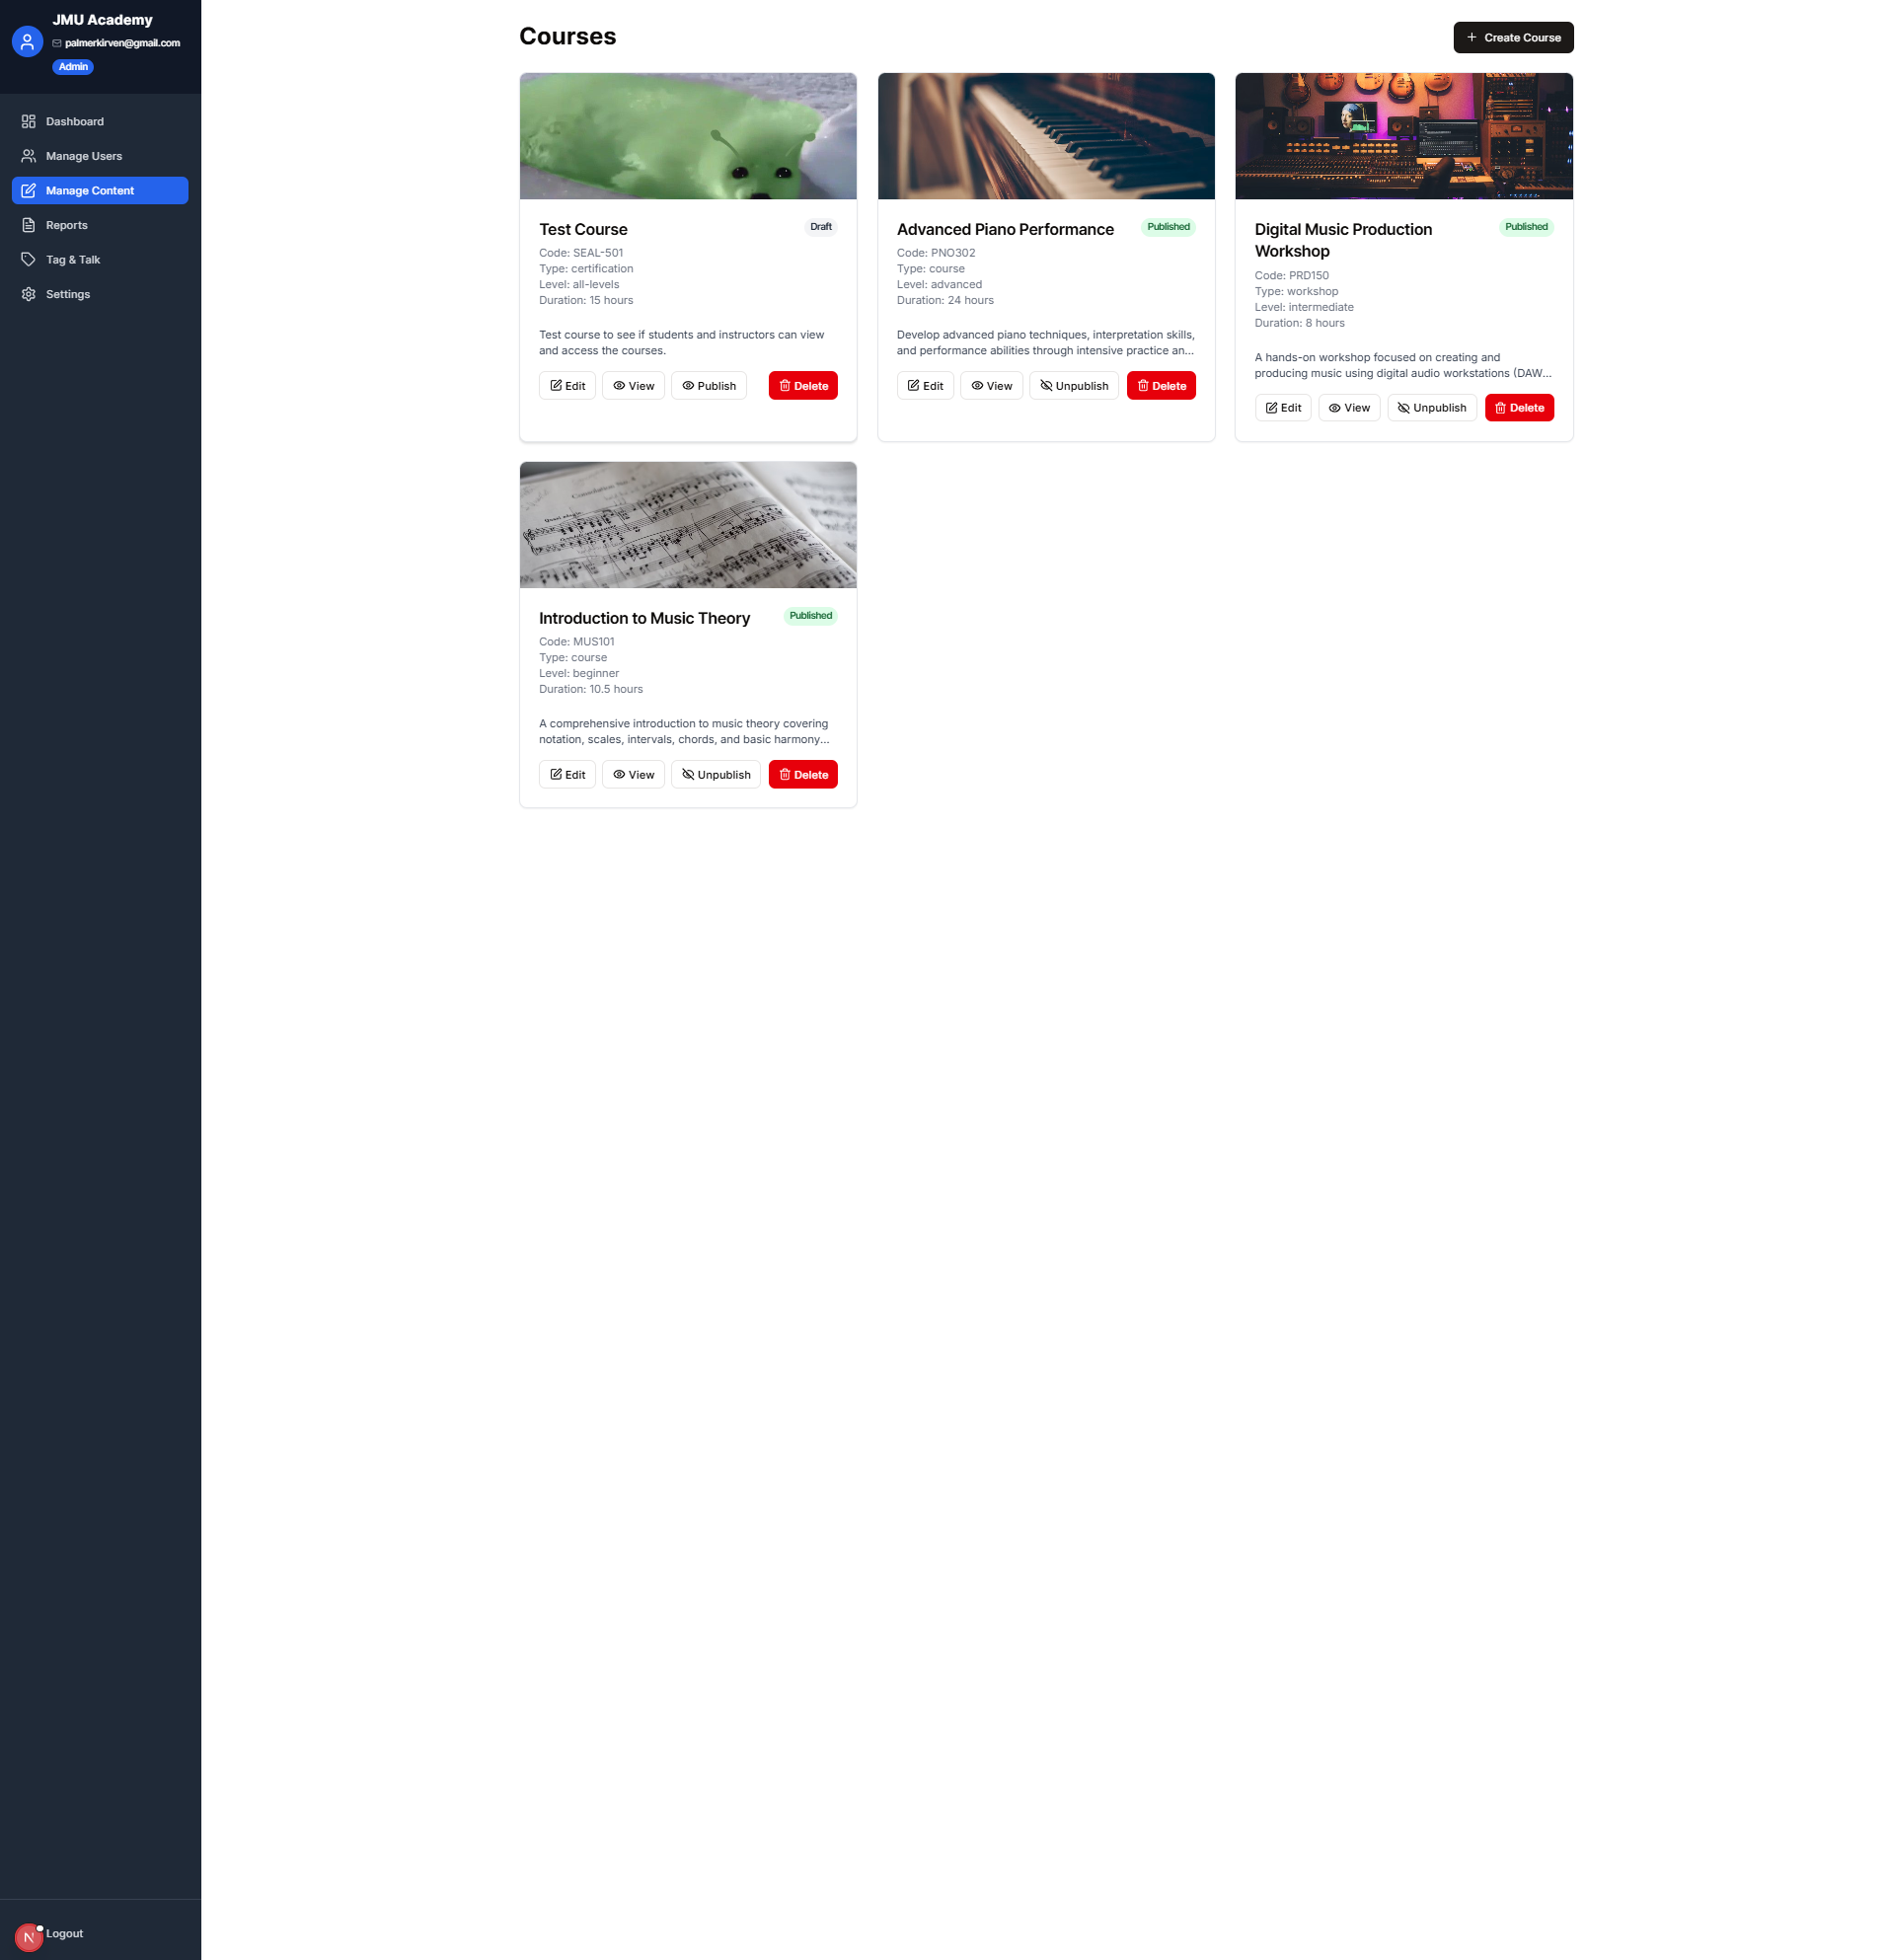 JMU Academy
palmerkirven@gmail.com
Admin
Dashboard
Manage Users
Manage Content
Reports
Tag & Talk
Settings
Logout
N
Courses
Create Course
Test Course
Draft
Code: SEAL-501
Type: certification
Level: all-levels
Duration: 15 hours
Test course to see if students and instructors can view
and access the courses.
Edit View Publish Delete
Advanced Piano Performance
Published
Code: PNO302
Type: course
Level: advanced
Duration: 24 hours
Develop advanced piano techniques, interpretation skills,
and performance abilities through intensive practice an...
Edit View Unpublish Delete
Digital Music Production
Workshop
Published
Code: PRD150
Type: workshop
Level: intermediate
Duration: 8 hours
A hands-on workshop focused on creating and
producing music using digital audio workstations (DAW...
Edit View Unpublish Delete
Introduction to Music Theory
Published
Code: MUS101
Type: course
Level: beginner
Duration: 10.5 hours
A comprehensive introduction to music theory covering
notation, scales, intervals, chords, and basic harmony...
Edit View Unpublish Delete